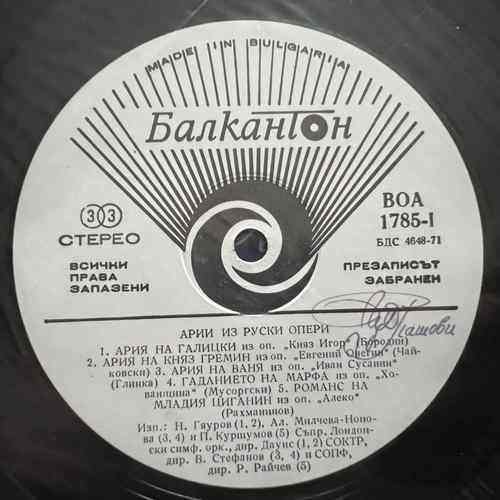 MADE IN BULGARIA
Балкантон
33
СТЕРЕО
ВОА
1785-I
БДС 4648-71
ВСИЧКИ
ПРАВА
ЗАПАЗЕНИ
ПРЕЗАПИСЪТ
ЗАБРАНЕН
АРИИ ИЗ РУСКИ ОПЕРИ
1. АРИЯ НА ГАЛИЦКИ из оп. „Княз Игор" (Бородин)
2. АРИЯ НА КНЯЗ ГРЕМИН из оп. „Евгений Онегин" (Чай-
ковски) 3. АРИЯ НА ВАНЯ из оп. „Иван Сусанин"
(Глинка) 4. ГАДАНИЕТО НА МАРФА из оп. „Хо-
ванщина" (Мусоргски) 5. РОМАНС НА
МЛАДИЯ ЦИГАНИН из оп. „Алеко"
(Рахманинов)
Изп.: Н. Гяуров (1, 2), Ал. Милчева-Ноно-
ва (3, 4) и П. Куршумов (5) Съпр. Лондон-
ски симф. орк., дир. Даунс (1, 2) СОКТР,
дир. В. Стефанов (3, 4) и СОПФ,
дир. Р. Райчев (5)